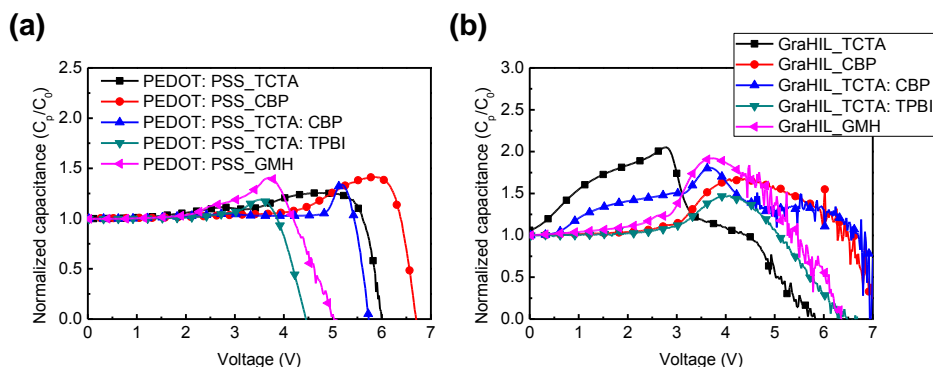 (a)
2.5
2.0
1.5
1.0
0.5
0.0
Normalized capacitance (Cp/C0)
PEDOT: PSS_TCTA
PEDOT: PSS_CBP
PEDOT: PSS_TCTA: CBP
PEDOT: PSS_TCTA: TPBI
PEDOT: PSS_GMH
0 1 2 3 4 5 6 7
Voltage (V)
(b)
3.0
2.5
2.0
1.5
1.0
0.5
0.0
Normalized capacitance (Cp/C0)
GraHIL_TCTA
GraHIL_CBP
GraHIL_TCTA: CBP
GraHIL_TCTA: TPBI
GraHIL_GMH
0 1 2 3 4 5 6 7
Voltage (V)